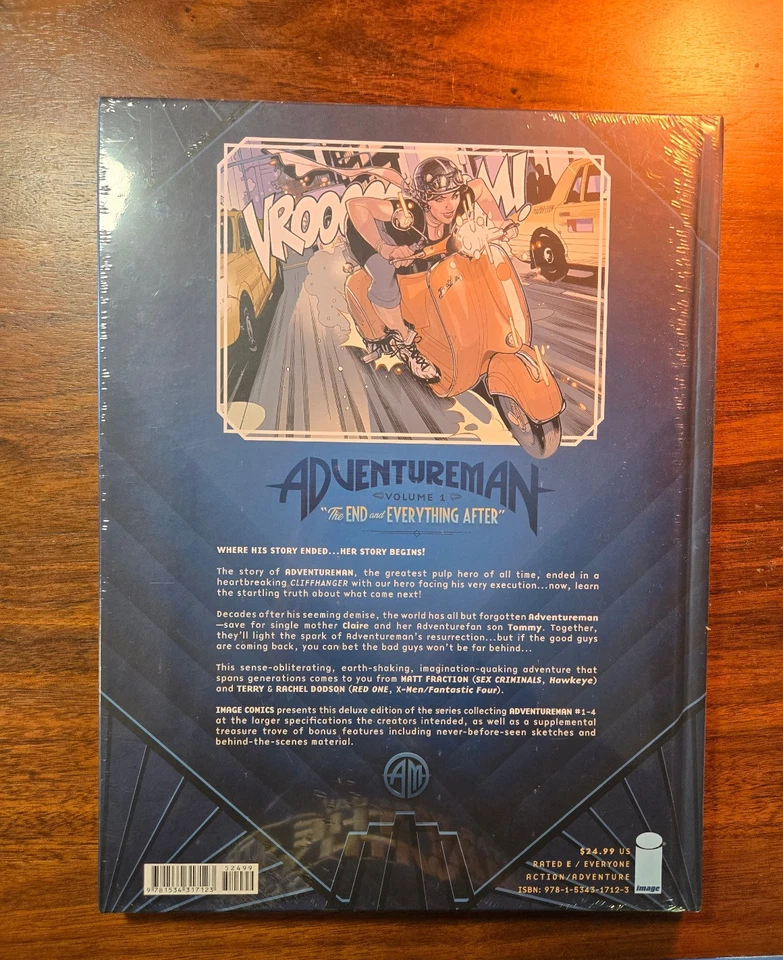 VROOOOM!
ADVENTUREMAN
VOLUME 1
"The END and EVERYTHING AFTER"
WHERE HIS STORY ENDED...HER STORY BEGINS!
The story of ADVENTUREMAN, the greatest pulp hero of all time, ended in a
heartbreaking CLIFFHANGER with our hero facing his very execution...now, learn
the startling truth about what came next!
Decades after his seeming demise, the world has all but forgotten Adventureman
—save for single mother Claire and her Adventurefan son Tommy. Together,
they'll light the spark of Adventureman's resurrection...but if the good guys
are coming back, you can bet the bad guys won't be far behind...
This sense-obliterating, earth-shaking, imagination-quaking adventure that
spans generations comes to you from MATT FRACTION (SEX CRIMINALS, Hawkeye)
and TERRY & RACHEL DODSON (RED ONE, X-Men/Fantastic Four).
IMAGE COMICS presents this deluxe edition of the series collecting ADVENTUREMAN #1-4
at the larger specifications the creators intended, as well as a supplemental
treasure trove of bonus features including never-before-seen sketches and
behind-the-scenes material.
AM
52499
9 781534 317123
$24.99 US
RATED E / EVERYONE
ACTION/ADVENTURE
ISBN: 978-1-5343-1712-3
image